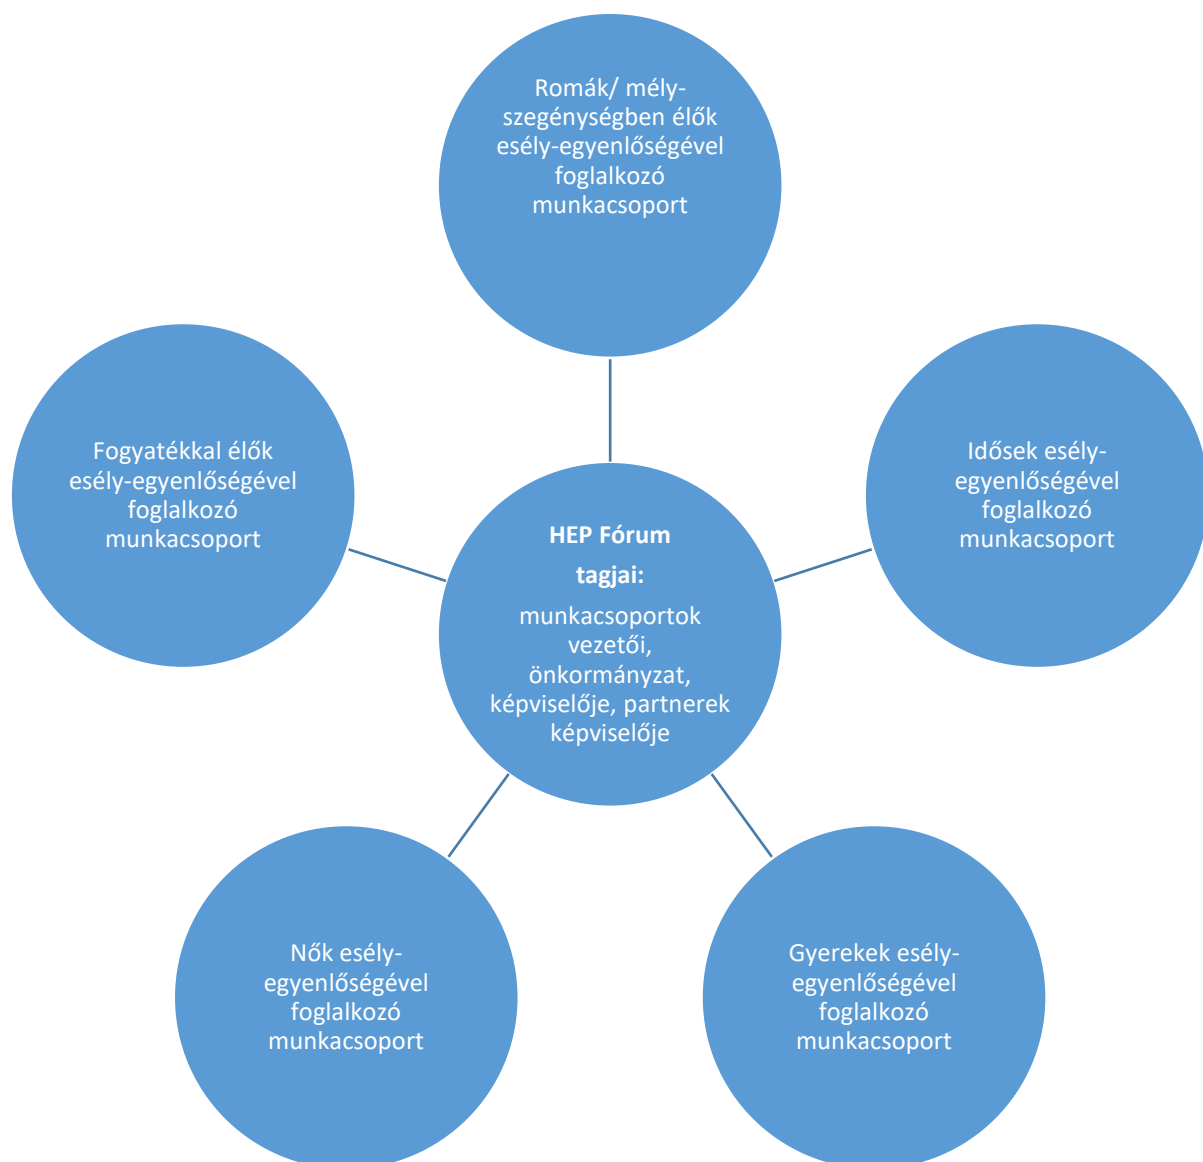 Romák/ mély-
szegénységben élők
esély-egyenlőségével
foglalkozó
munkacsoport
Fogyatékkal élők
esély-egyenlőségével
foglalkozó
munkacsoport
Idősek esély-
egyenlőségével
foglalkozó
munkacsoport
HEP Fórum
tagjai:
munkacsoportok
vezetői,
önkormányzat,
képviselője, partnerek
képviselője
Nők esély-
egyenlőségével
foglalkozó
munkacsoport
Gyerekek esély-
egyenlőségével
foglalkozó
munkacsoport